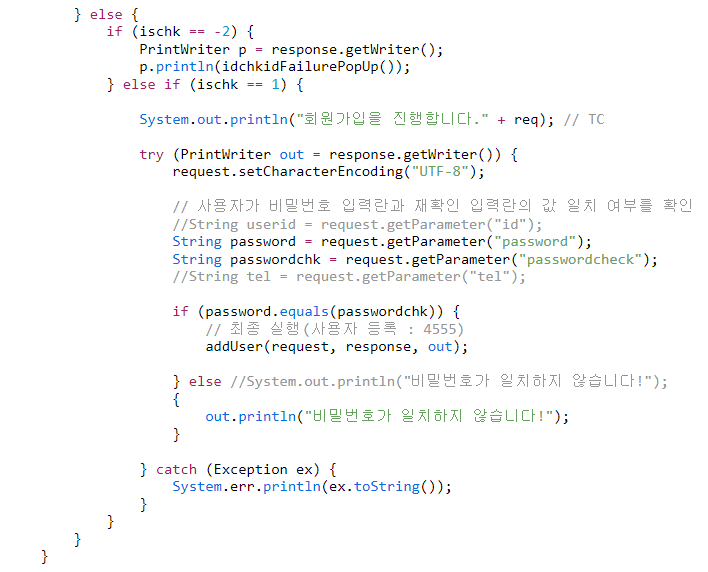 } else {
if (ischk == -2) {
PrintWriter p = response.getWriter();
p.println(idchkidFailurePopUp());
} else if (ischk == 1) {
System.out.println("회원가입을 진행합니다." + req); // TC
try (PrintWriter out = response.getWriter()) {
request.setCharacterEncoding("UTF-8");
// 사용자가 비밀번호 입력란과 재확인 입력란의 값 일치 여부를 확인
//String userid = request.getParameter("id");
String password = request.getParameter("password");
String passwordchk = request.getParameter("passwordcheck");
//String tel = request.getParameter("tel");
if (password.equals(passwordchk)) {
// 최종 실행(사용자 등록 : 4555)
addUser(request, response, out);
} else //System.out.println("비밀번호가 일치하지 않습니다!");
{
out.println("비밀번호가 일치하지 않습니다!");
}
} catch (Exception ex) {
System.err.println(ex.toString());
}
}
}
}